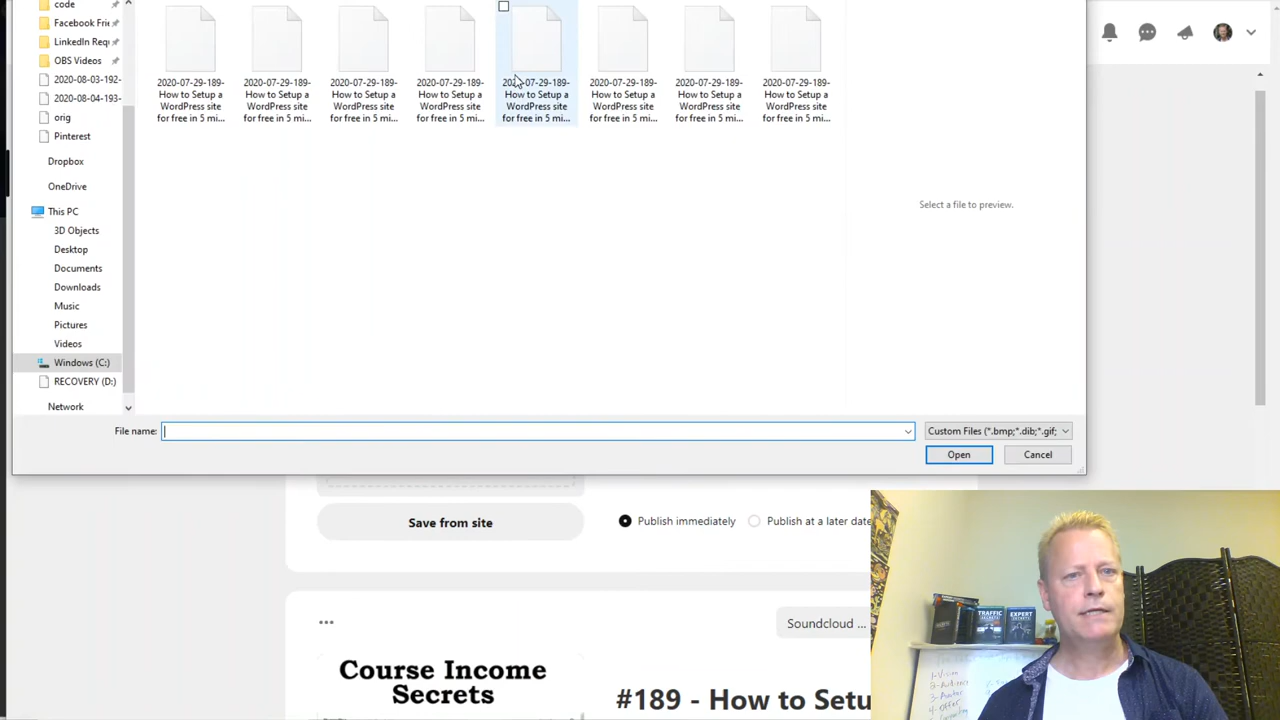 code
Facebook Frie
LinkedIn Requ
OBS Videos
2020-08-03-192-
2020-08-04-193-
orig
Pinterest
Dropbox
OneDrive
This PC
3D Objects
Desktop
Documents
Downloads
Music
Pictures
Videos
Windows (C:)
RECOVERY (D:)
Network
2020-07-29-189-
How to Setup a
WordPress site
for free in 5 mi...
2020-07-29-189-
How to Setup a
WordPress site
for free in 5 mi...
2020-07-29-189-
How to Setup a
WordPress site
for free in 5 mi...
2020-07-29-189-
How to Setup a
WordPress site
for free in 5 mi...
2020-07-29-189-
How to Setup a
WordPress site
for free in 5 mi...
2020-07-29-189-
How to Setup a
WordPress site
for free in 5 mi...
2020-07-29-189-
How to Setup a
WordPress site
for free in 5 mi...
2020-07-29-189-
How to Setup a
WordPress site
for free in 5 mi...
Select a file to preview.
File name:
Custom Files (*.bmp;*.dib;*.gif;
Open
Cancel
Save from site
Publish immediately
Publish at a later date
Soundcloud ...
Course Income
Secrets
#189 - How to Setu
TRAFFIC
SECRETS
EXPERT
SECRETS
1-Vision